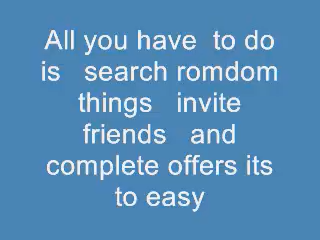 All you have  to do
is   search romdom
things   invite
friends   and
complete offers its
to easy